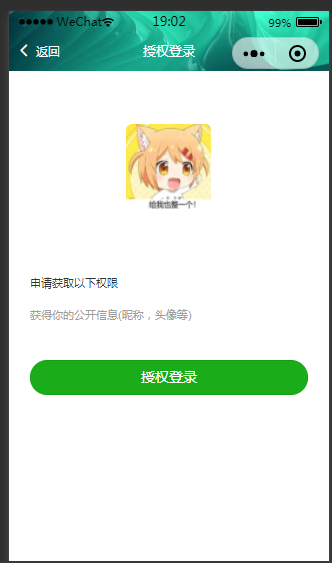 WeChat 19:02 99%
返回 授权登录
给我也整一个!
申请获取以下权限
获得你的公开信息(昵称，头像等)
授权登录